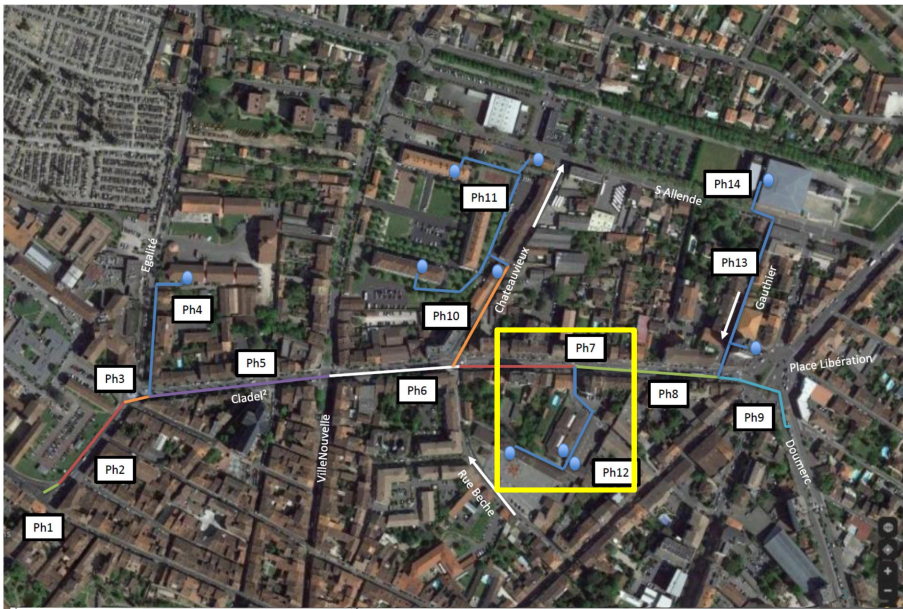 Ph14
S Allende
Ph11
Egalité
Ph13
Gauthier
Chateauvieux
Ph4
Ph10
Ph7
Place Libération
Ph5
Ph3
Cladel²
Ph6
Ph8
Ph9
VilleNouvelle
Doumerc
Ph2
Ph12
Rue Beche
Ph1